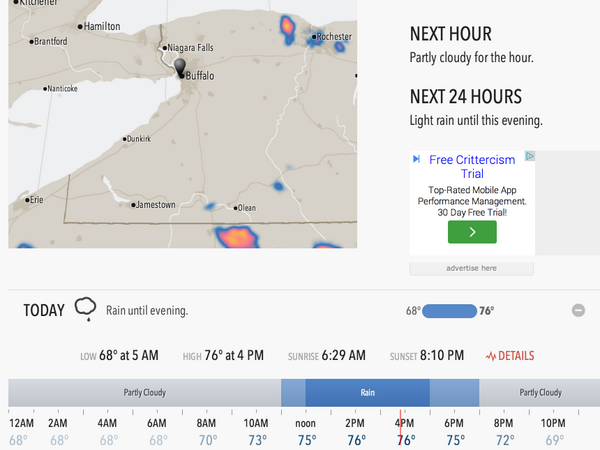 Kitchener
Hamilton
Brantford
Niagara Falls
Rochester
Buffalo
Nanticoke
Dunkirk
Erie
Jamestown
Olean
NEXT HOUR
Partly cloudy for the hour.
NEXT 24 HOURS
Light rain until this evening.
Free Crittercism
Trial
Top-Rated Mobile App
Performance Management.
30 Day Free Trial!
advertise here
TODAY Rain until evening. 68° 76°
LOW 68° at 5 AM HIGH 76° at 4 PM SUNRISE 6:29 AM SUNSET 8:10 PM DETAILS
Partly Cloudy Rain Partly Cloudy
12AM 2AM 4AM 6AM 8AM 10AM noon 2PM 4PM 6PM 8PM 10PM
68° 68° 68° 68° 70° 73° 75° 76° 76° 75° 72° 69°